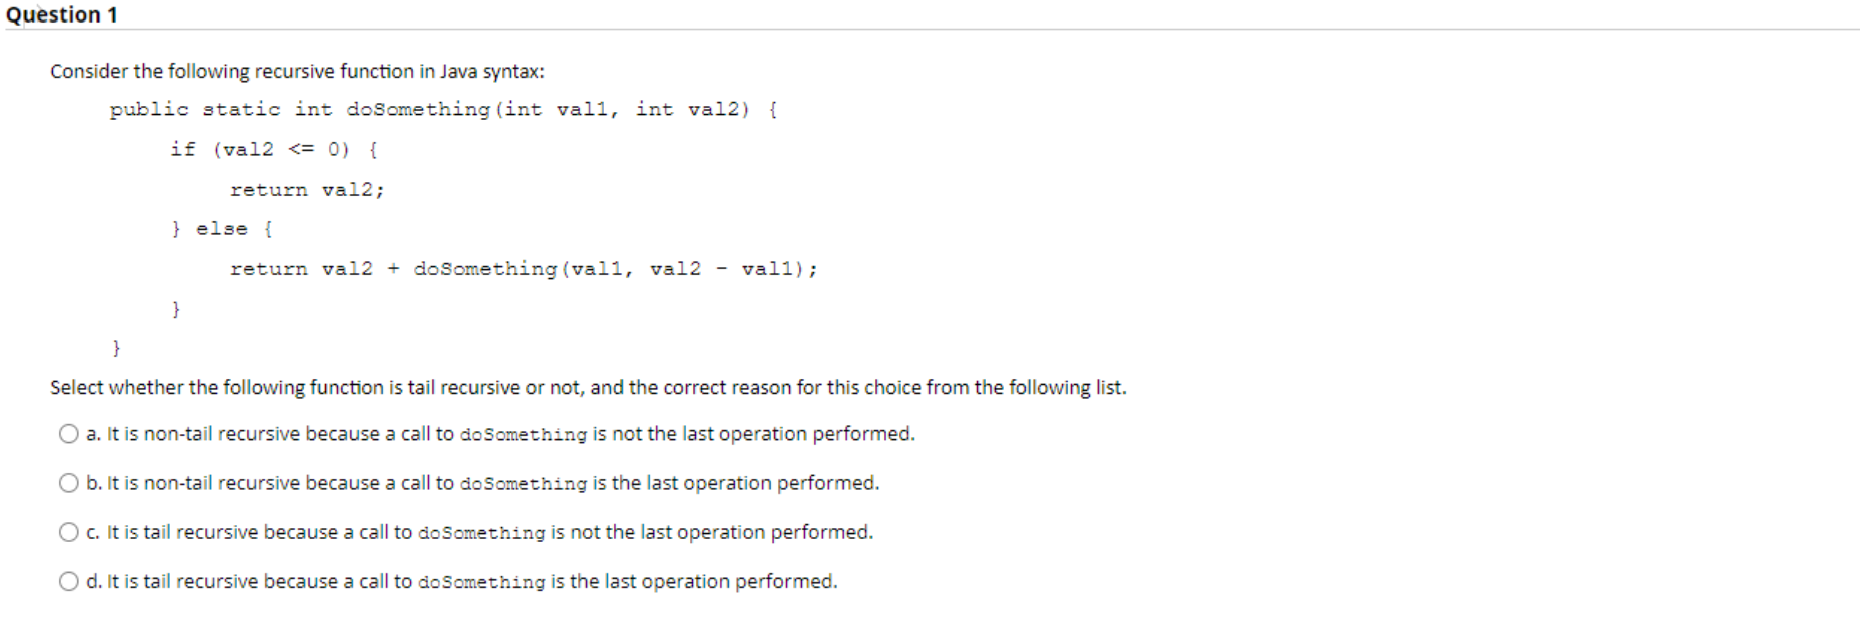 Question 1
Consider the following recursive function in Java syntax:
public static int doSomething(int val1, int val2) {
if (val2 <= 0) {
return val2;
} else {
return val2 + doSomething(val1, val2 - val1);
}
}
Select whether the following function is tail recursive or not, and the correct reason for this choice from the following list.
a. It is non-tail recursive because a call to doSomething is not the last operation performed.
b. It is non-tail recursive because a call to doSomething is the last operation performed.
c. It is tail recursive because a call to doSomething is not the last operation performed.
d. It is tail recursive because a call to doSomething is the last operation performed.